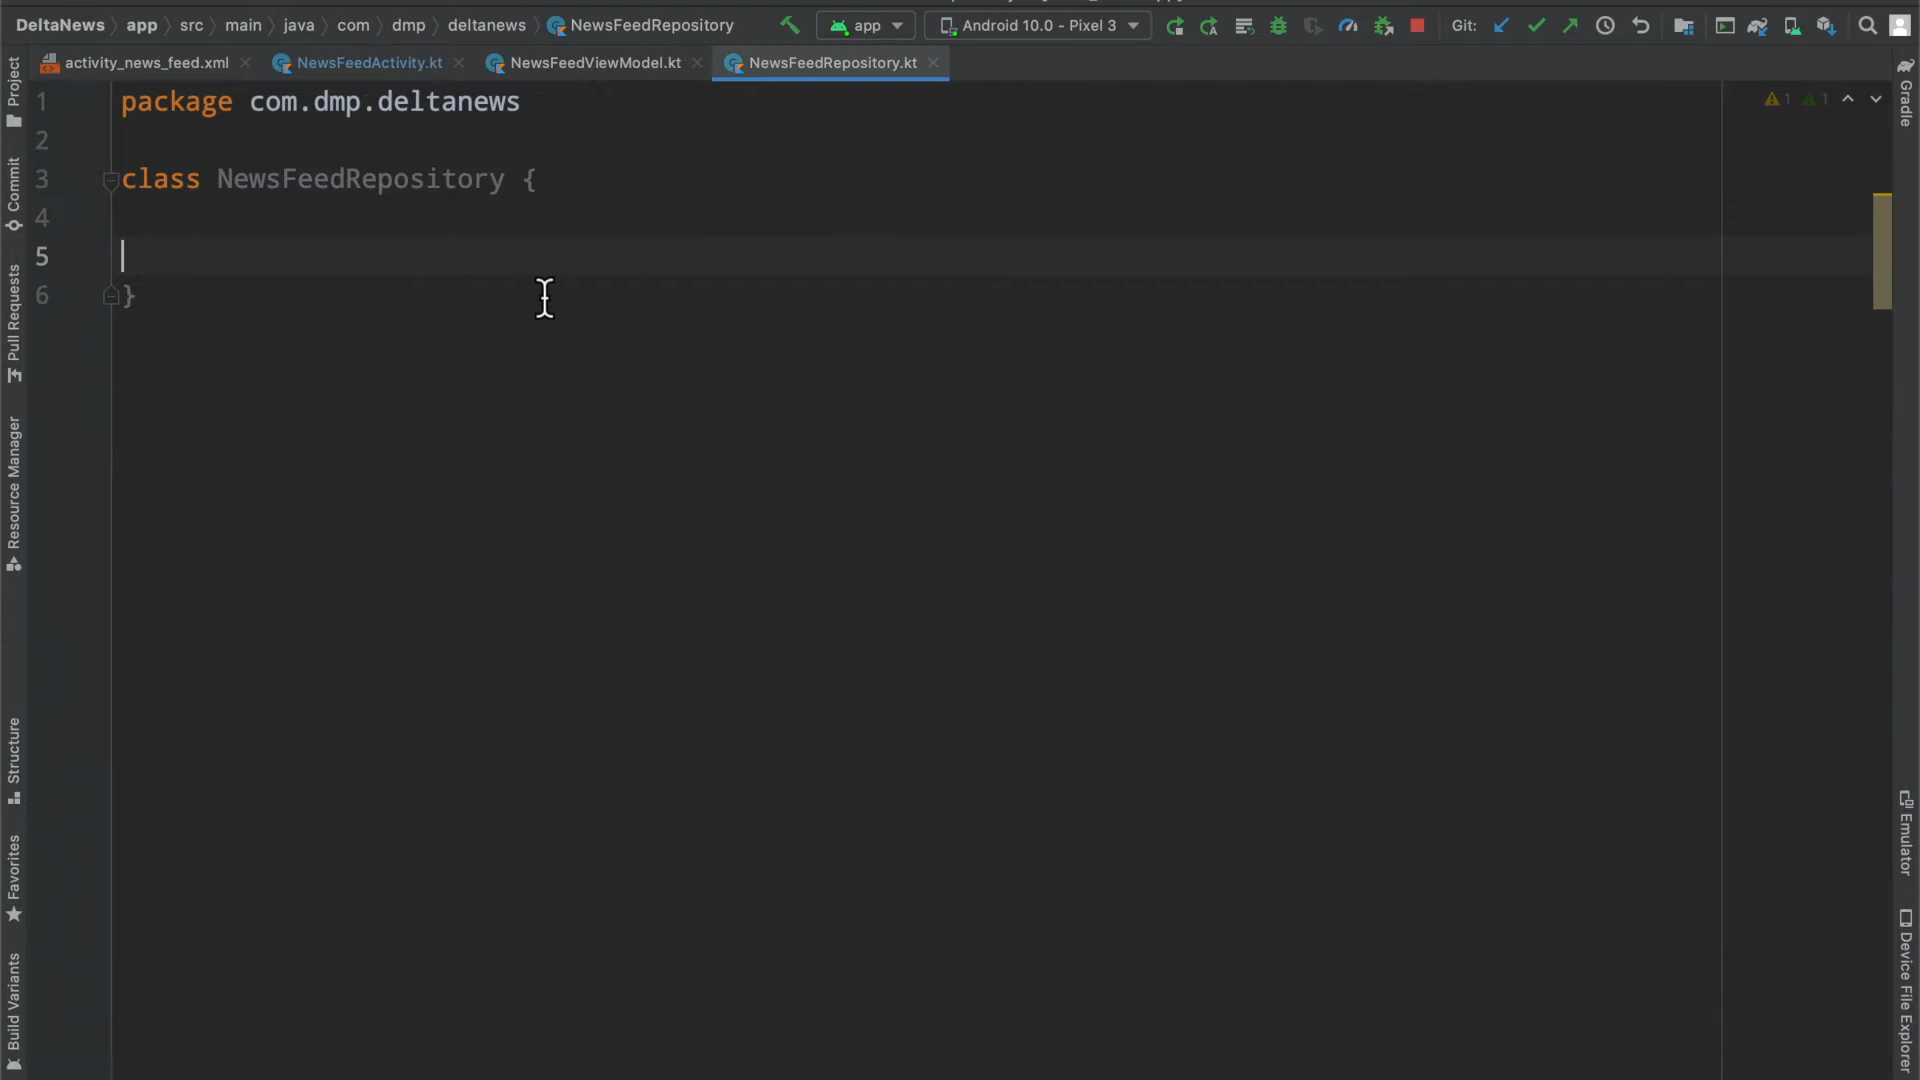 DeltaNews app src main java com dmp deltanews NewsFeedRepository app Android 10.0 - Pixel 3 Git:
activity_news_feed.xml NewsFeedActivity.kt NewsFeedViewModel.kt NewsFeedRepository.kt
1 package com.dmp.deltanews
2
3 class NewsFeedRepository {
4
5
6 }
1 1
Project
Commit
Pull Requests
Resource Manager
Structure
Favorites
Build Variants
Gradle
Emulator
Device File Explorer